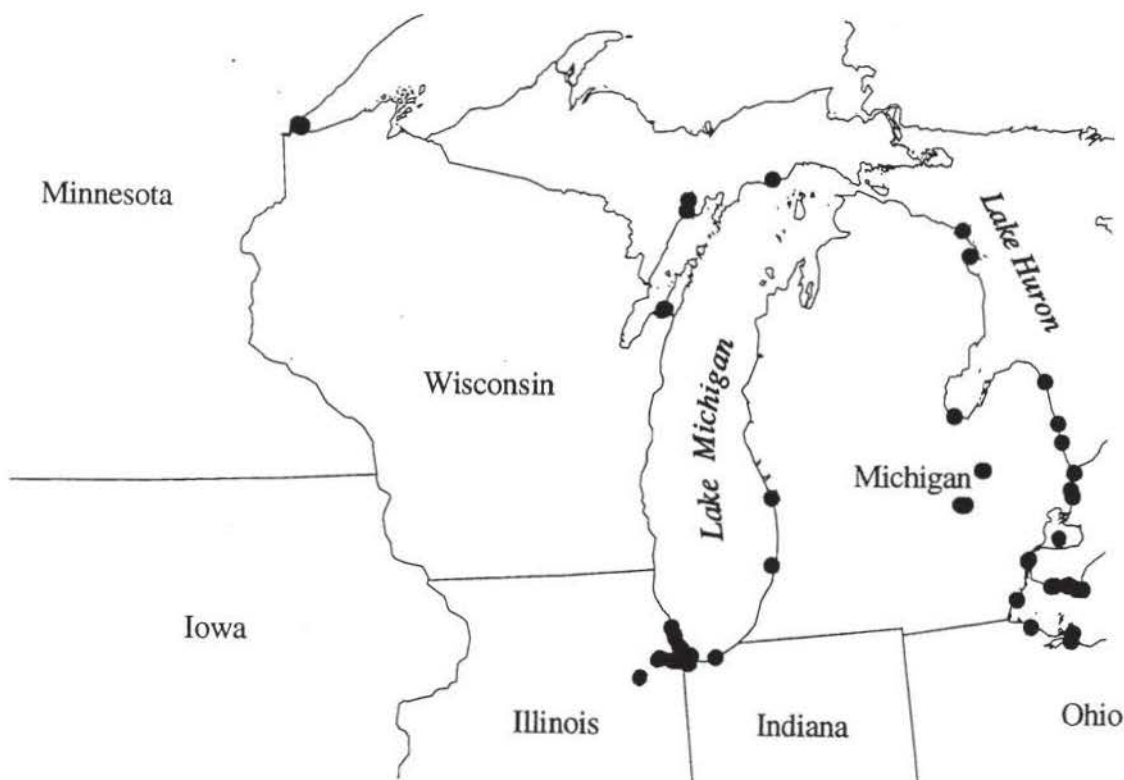 Minnesota
Lake Huron
Wisconsin
Lake Michigan
Michigan
Iowa
Illinois
Indiana
Ohio